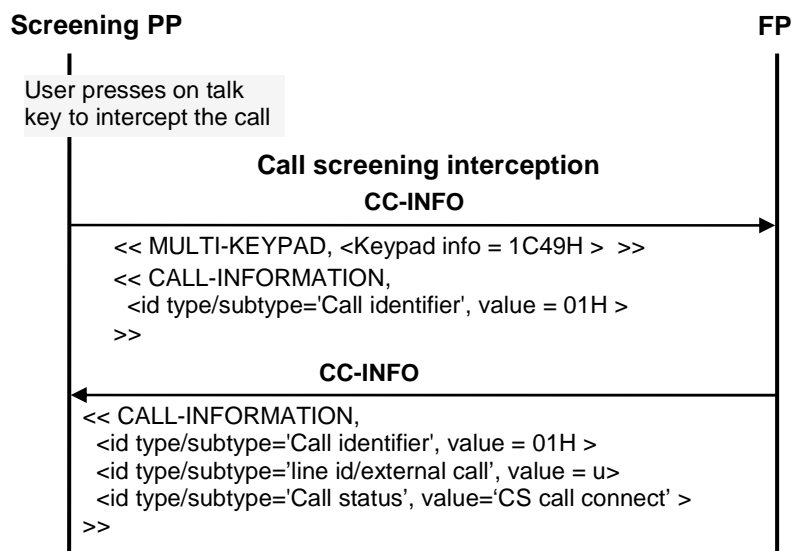 Screening PP
FP
User presses on talk
key to intercept the call
Call screening interception
CC-INFO
<< MULTI-KEYPAD, <Keypad info = 1C49H > >>
<< CALL-INFORMATION,
<id type/subtype='Call identifier', value = 01H >
>>
CC-INFO
<< CALL-INFORMATION,
<id type/subtype='Call identifier', value = 01H >
<id type/subtype=’line id/external call’, value = u>
<id type/subtype='Call status', value=‘CS call connect’ >
>>